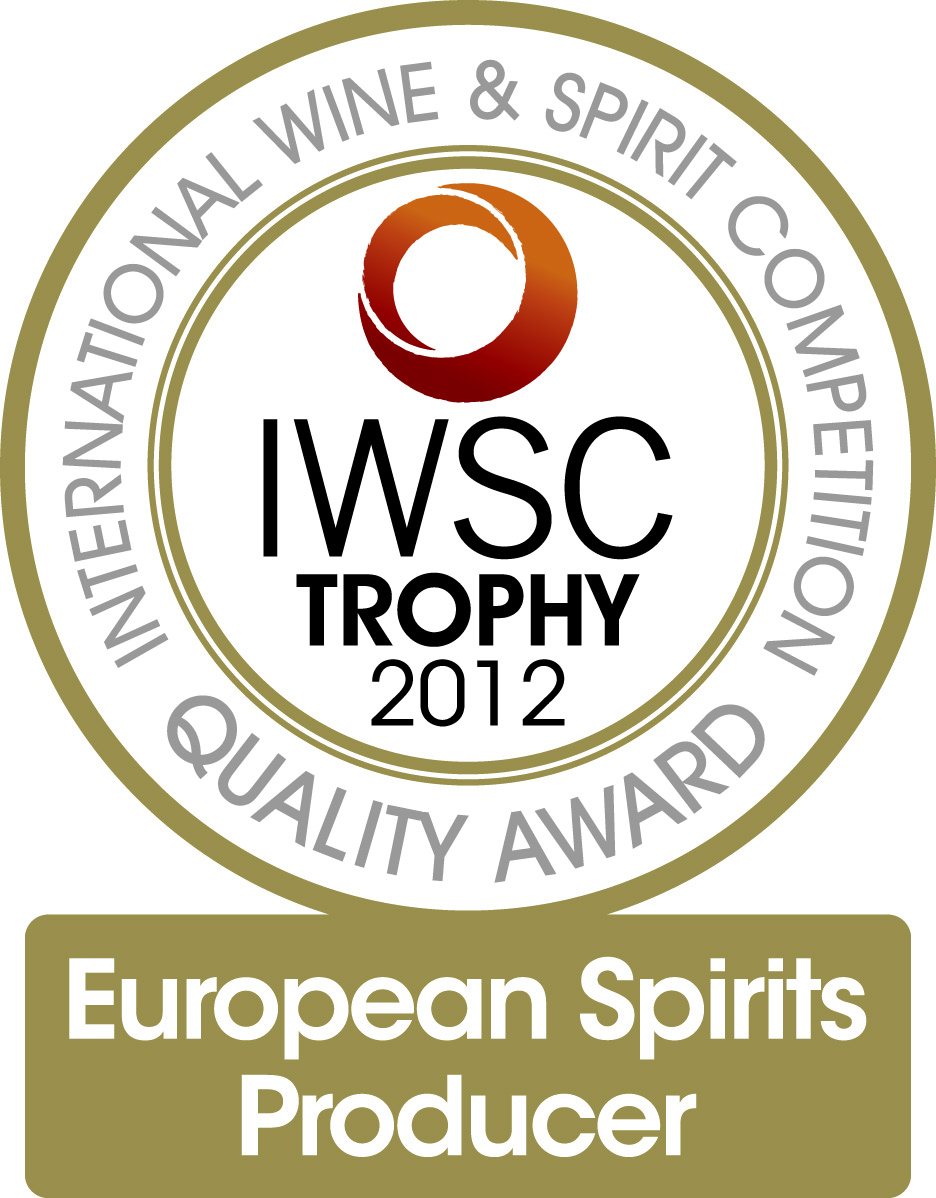 INTERNATIONAL WINE & SPIRIT COMPETITION
IWSC
TROPHY
2012
QUALITY AWARD
European Spirits
Producer